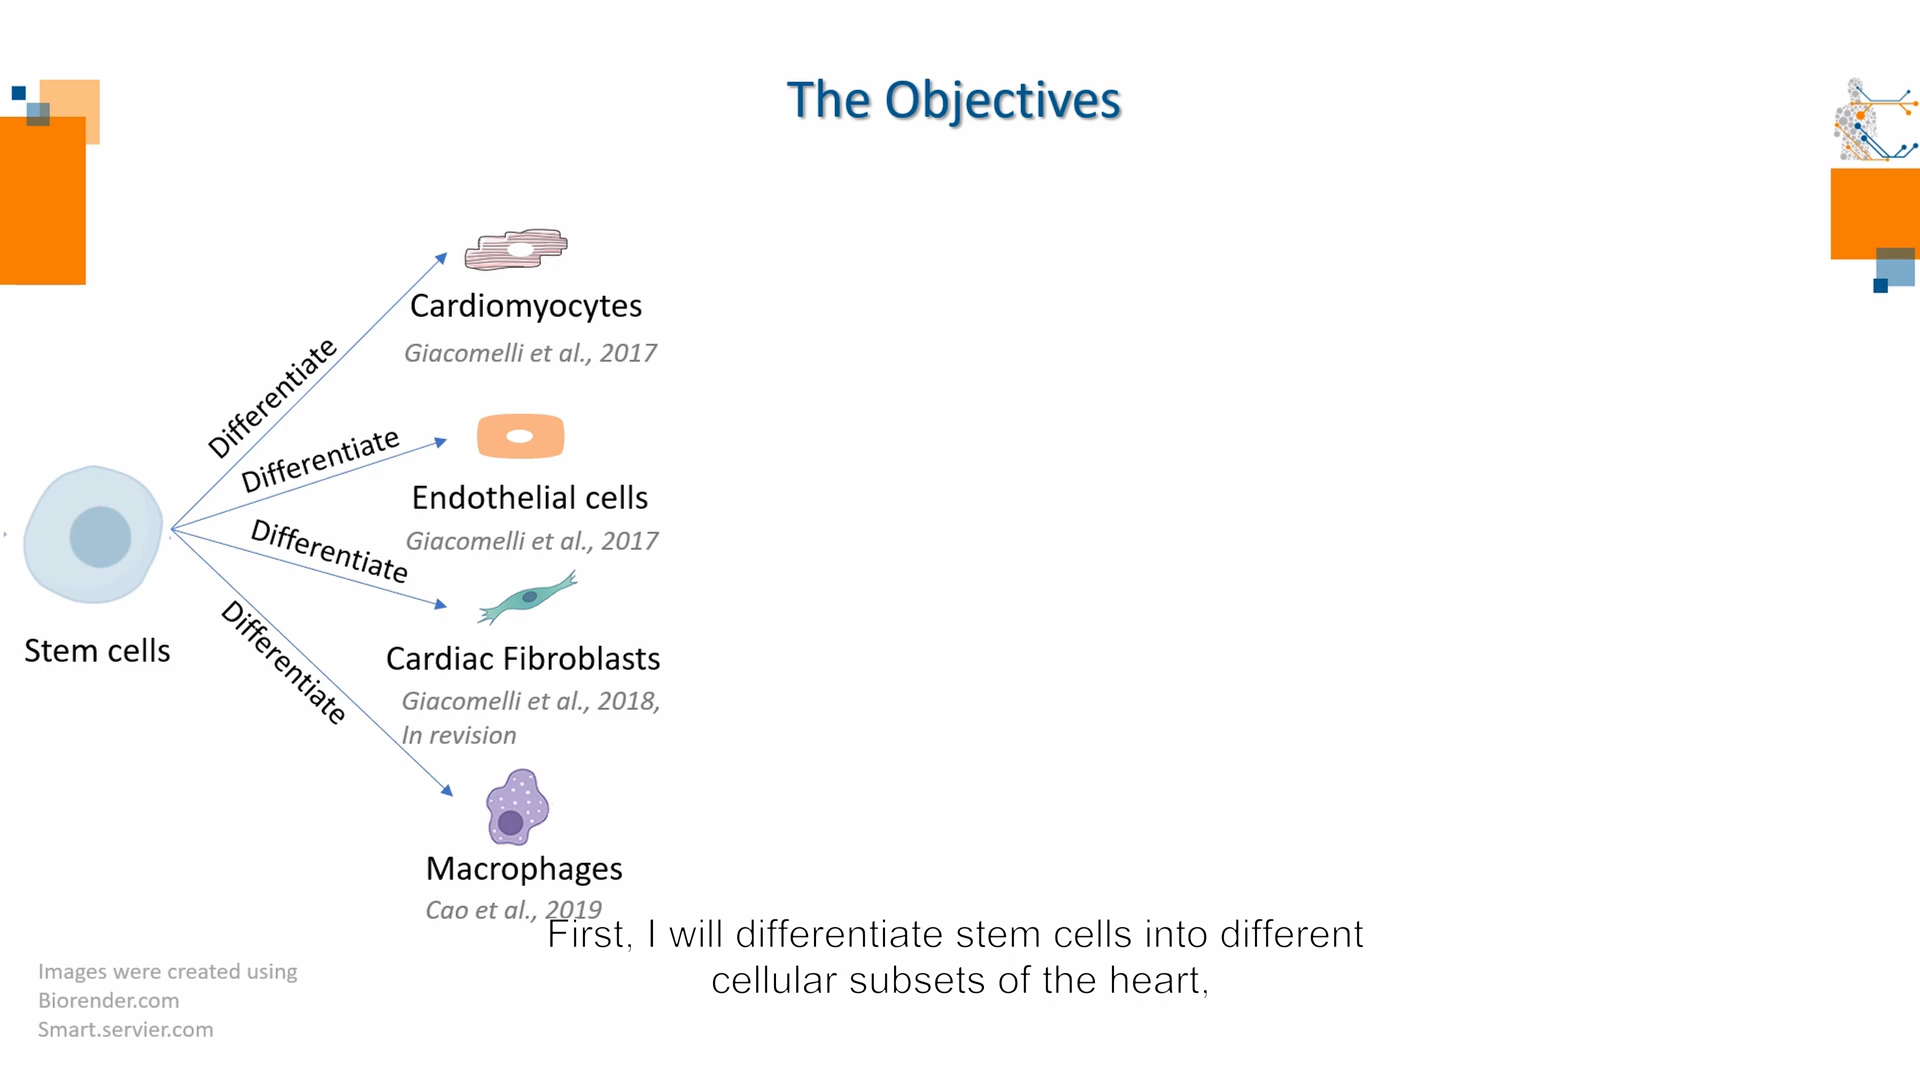 The Objectives
Cardiomyocytes
Giacomelli et al., 2017
Differentiate
Differentiate
Endothelial cells
Giacomelli et al., 2017
Differentiate
Stem cells
Differentiate
Cardiac Fibroblasts
Giacomelli et al., 2018,
In revision
Macrophages
Cao et al., 2019
First, I will differentiate stem cells into different
cellular subsets of the heart,
Images were created using
Biorender.com
Smart.servier.com